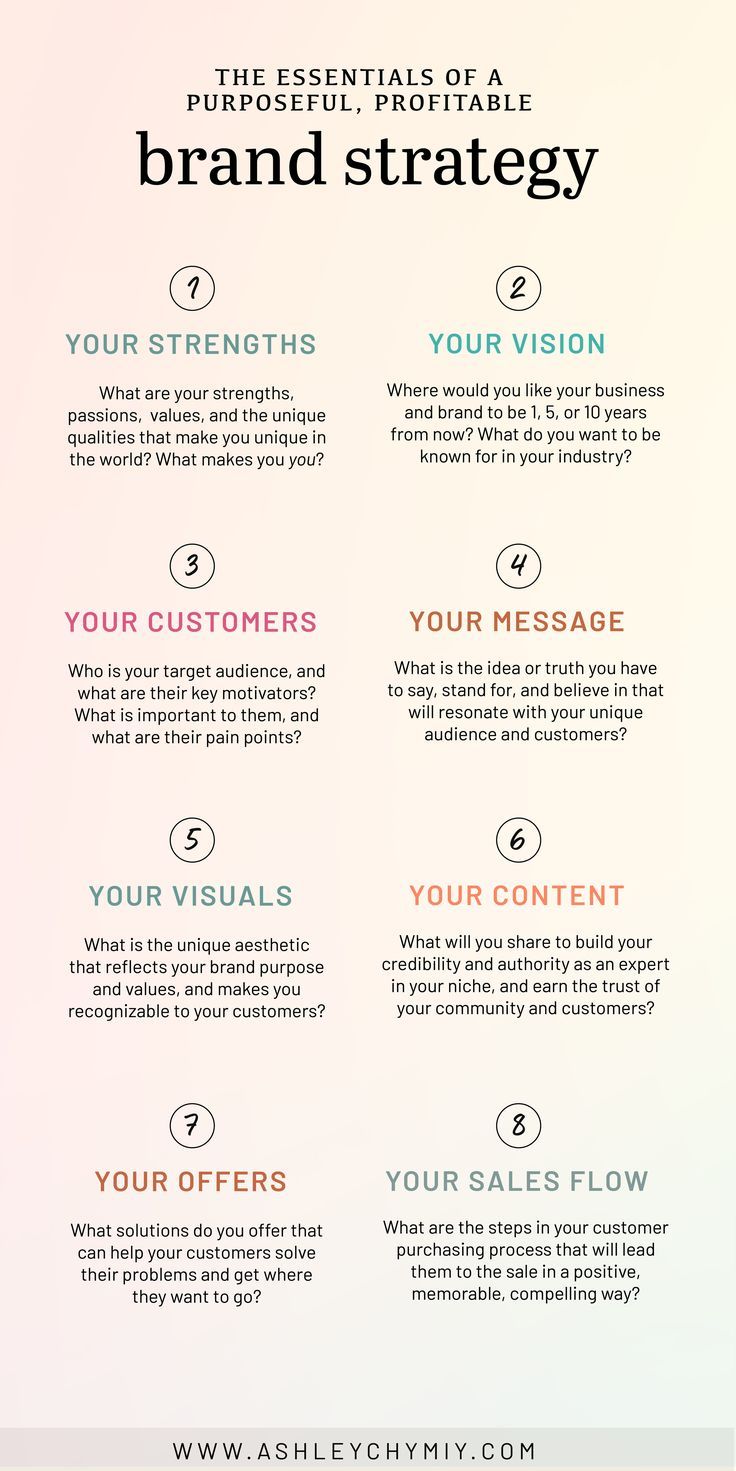 THE ESSENTIALS OF A
PURPOSEFUL, PROFITABLE
brand strategy
1
YOUR STRENGTHS
What are your strengths,
passions, values, and the unique
qualities that make you unique in
the world? What makes you you?
2
YOUR VISION
Where would you like your business
and brand to be 1, 5, or 10 years
from now? What do you want to be
known for in your industry?
3
YOUR CUSTOMERS
Who is your target audience, and
what are their key motivators?
What is important to them, and
what are their pain points?
4
YOUR MESSAGE
What is the idea or truth you have
to say, stand for, and believe in that
will resonate with your unique
audience and customers?
5
YOUR VISUALS
What is the unique aesthetic
that reflects your brand purpose
and values, and makes you
recognizable to your customers?
6
YOUR CONTENT
What will you share to build your
credibility and authority as an expert
in your niche, and earn the trust of
your community and customers?
7
YOUR OFFERS
What solutions do you offer that
can help your customers solve
their problems and get where
they want to go?
8
YOUR SALES FLOW
What are the steps in your customer
purchasing process that will lead
them to the sale in a positive,
memorable, compelling way?
WWW.ASHLEYCHYMIY.COM